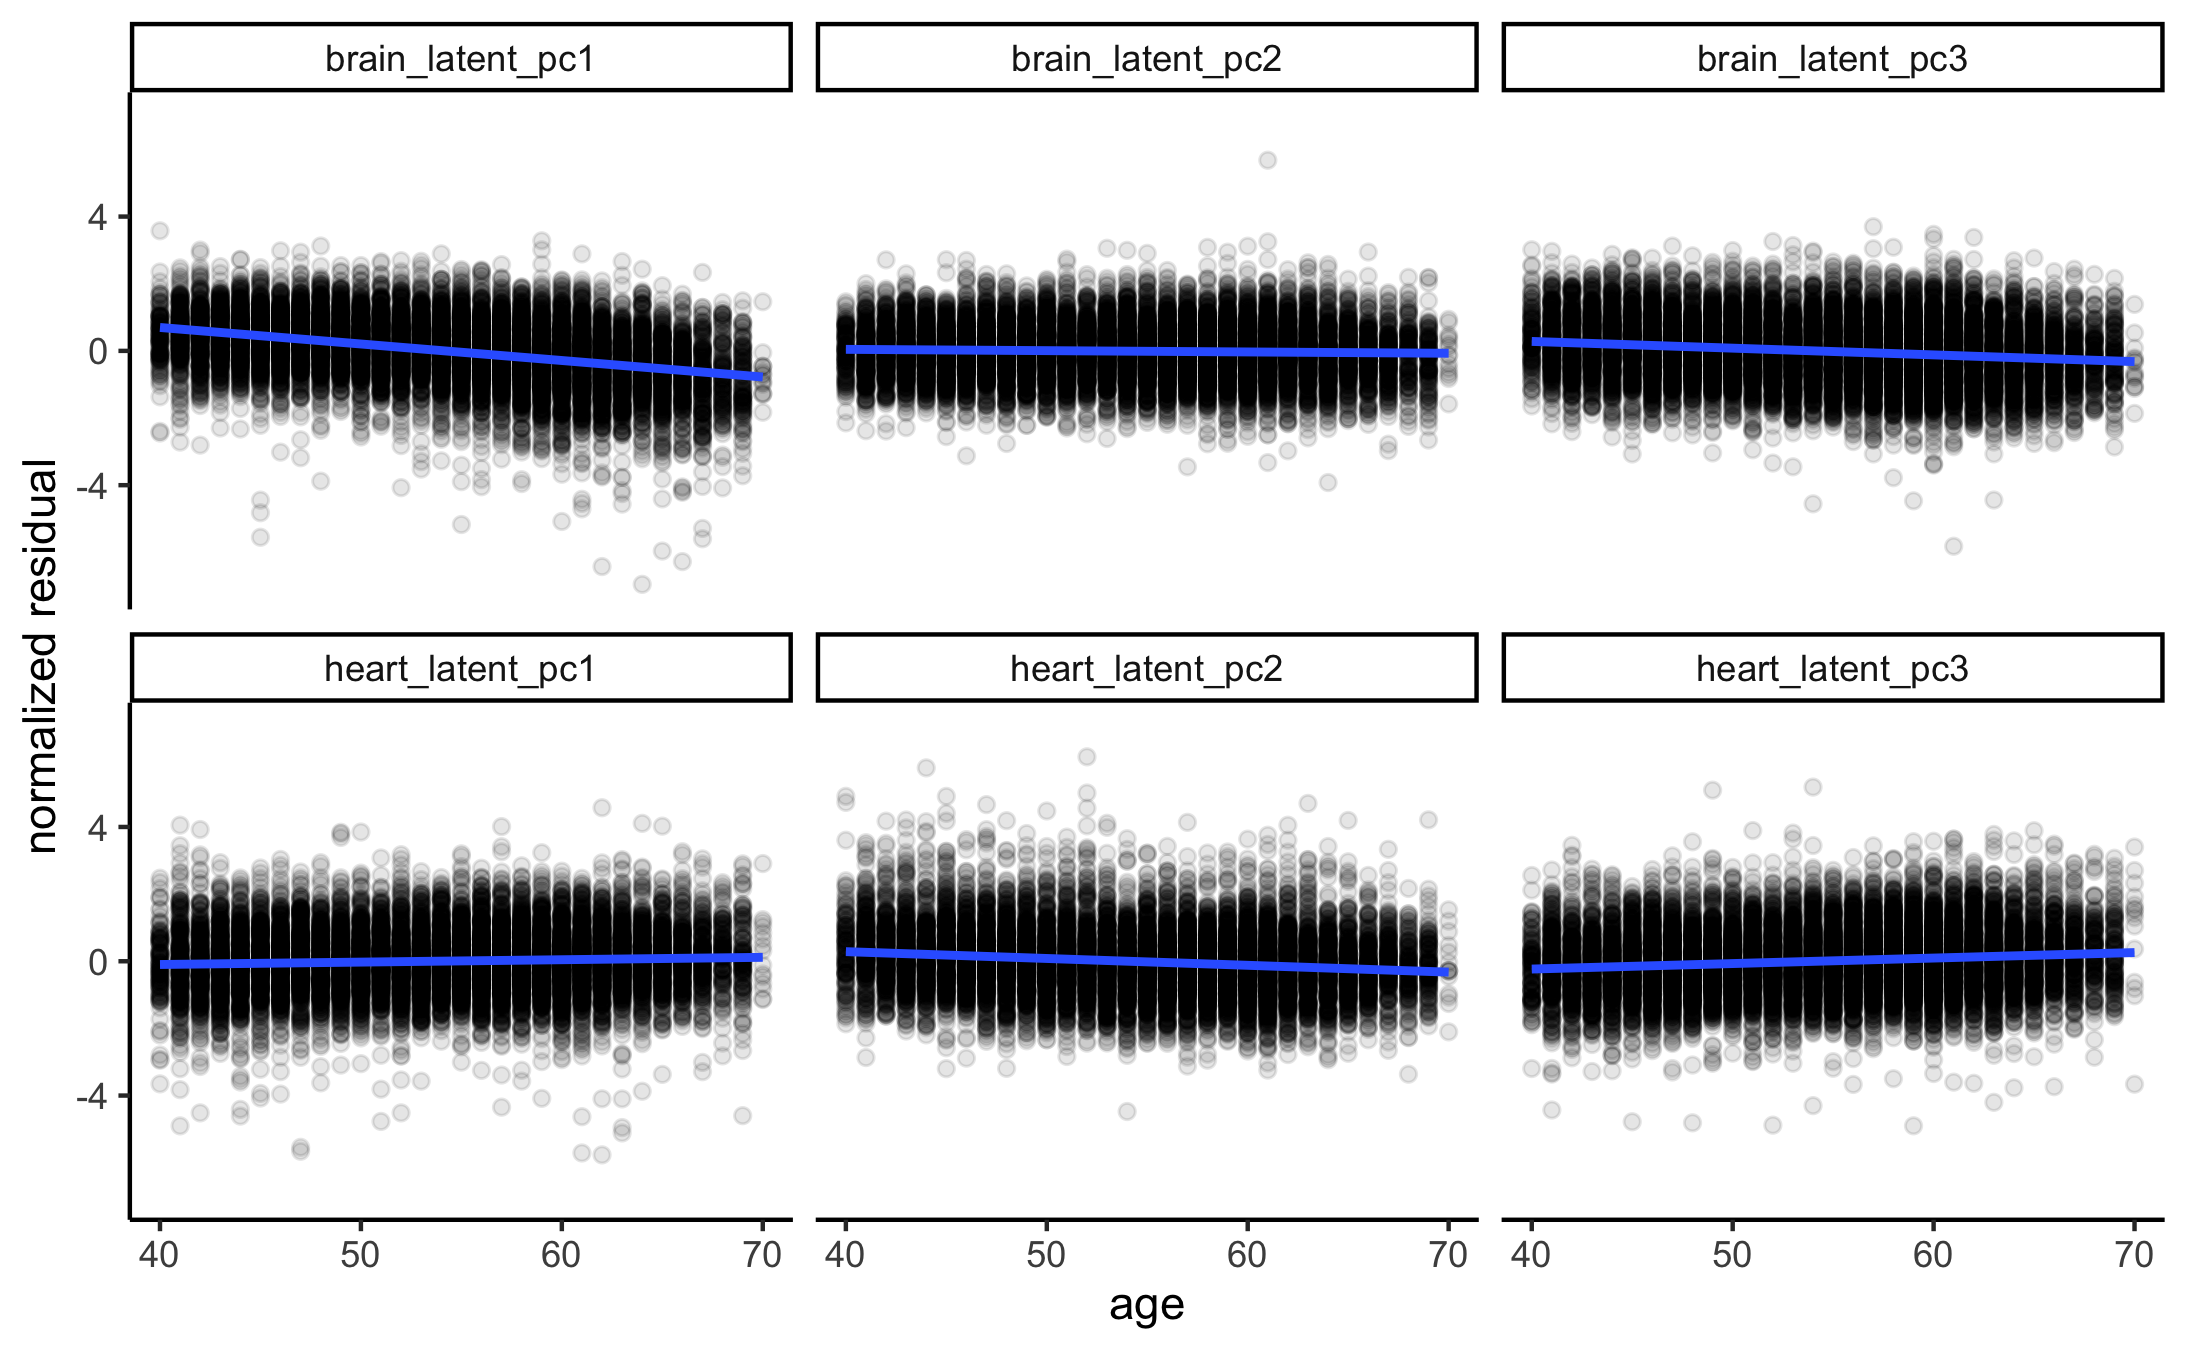 brain_latent_pc1
brain_latent_pc2
brain_latent_pc3
4
0
-4
normalized residual
heart_latent_pc1
heart_latent_pc2
heart_latent_pc3
4
0
-4
40 50 60 70
40 50 60 70
40 50 60 70
age